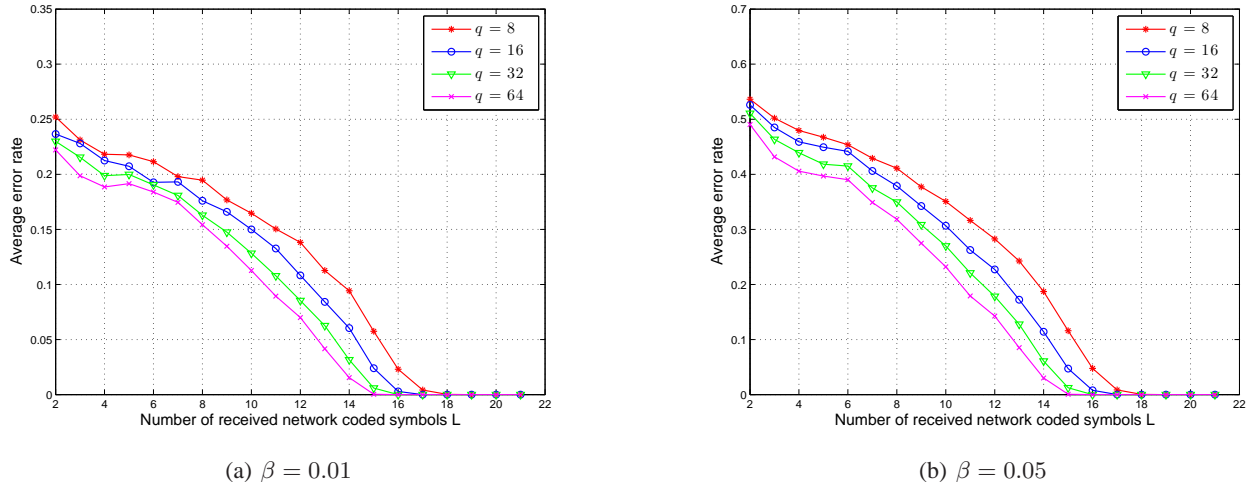 0.35
0.3
0.25
0.2
0.15
0.1
0.05
0
Average error rate
2 4 6 8 10 12 14 16 18 20 22
Number of received network coded symbols L
q = 8
q = 16
q = 32
q = 64
(a) β = 0.01
0.7
0.6
0.5
0.4
0.3
0.2
0.1
0
Average error rate
2 4 6 8 10 12 14 16 18 20 22
Number of received network coded symbols L
q = 8
q = 16
q = 32
q = 64
(b) β = 0.05